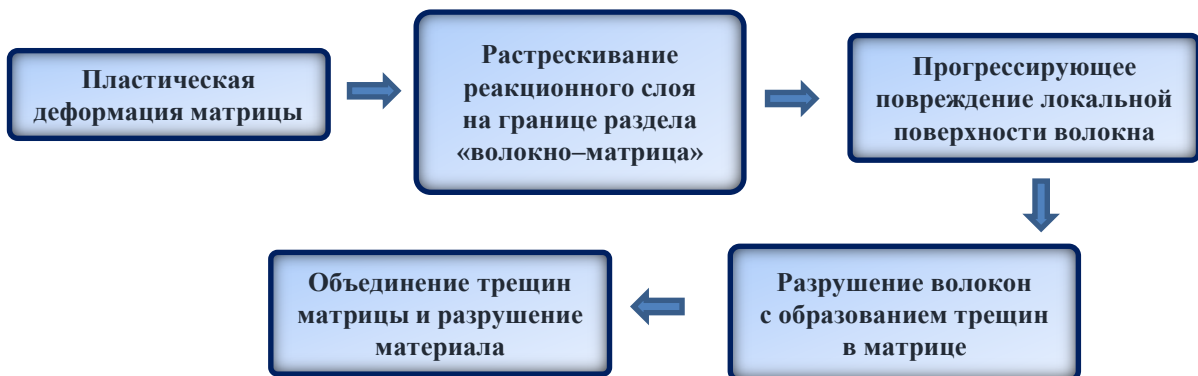 Пластическая
деформация матрицы
Растрескивание
реакционного слоя
на границе раздела
«волокно–матрица»
Прогрессирующее
повреждение локальной
поверхности волокна
Разрушение волокон
с образованием трещин
в матрице
Объединение трещин
матрицы и разрушение
материала